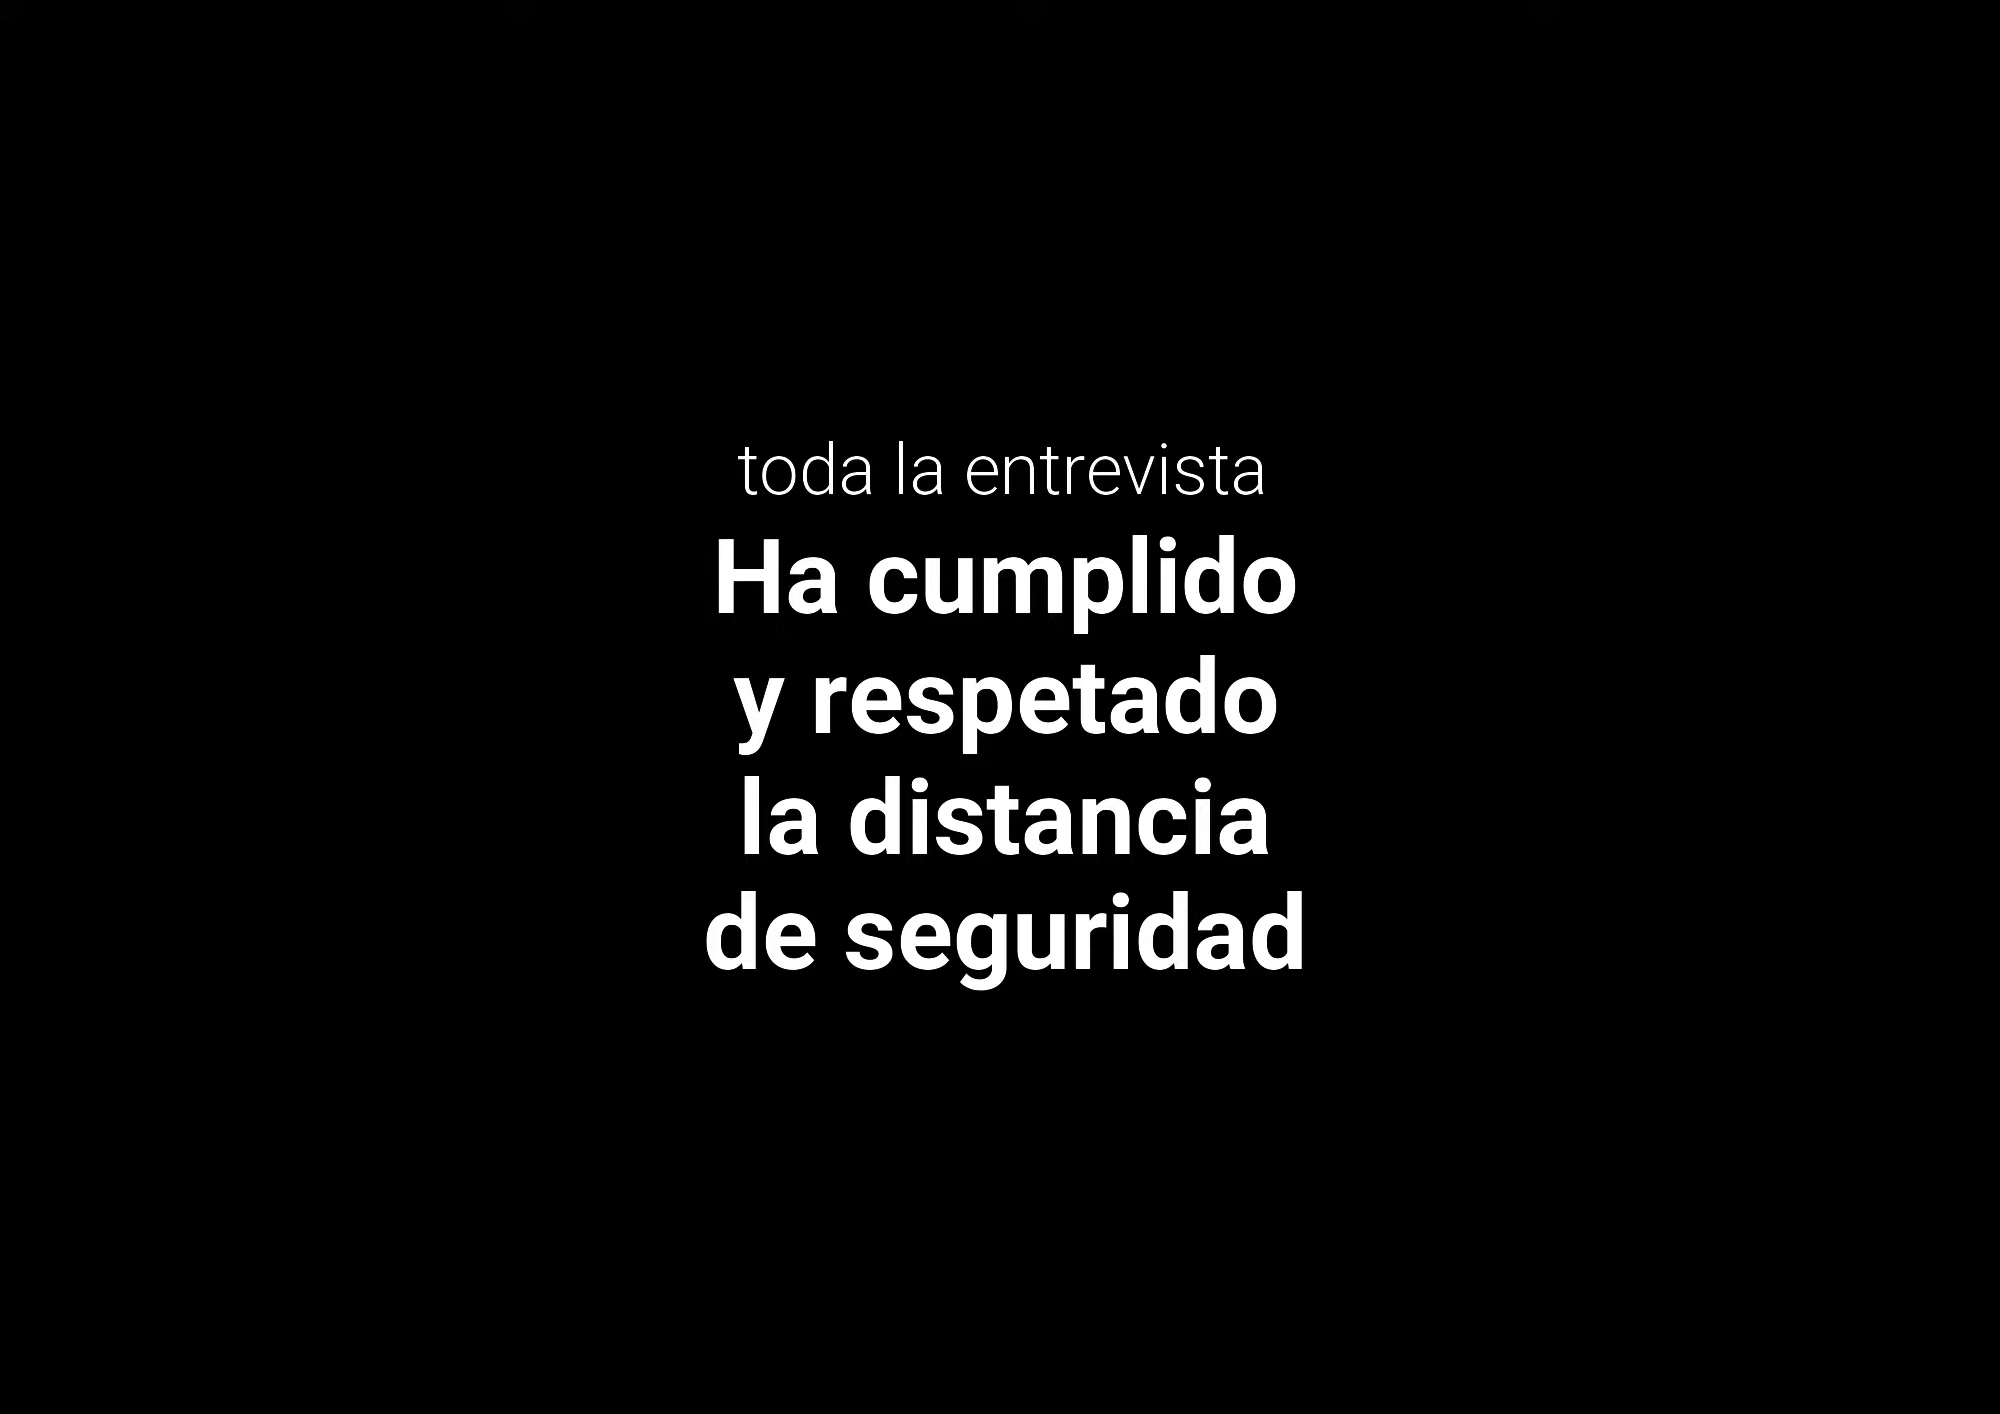 toda la entrevista
Ha cumplido
y respetado
la distancia
de seguridad